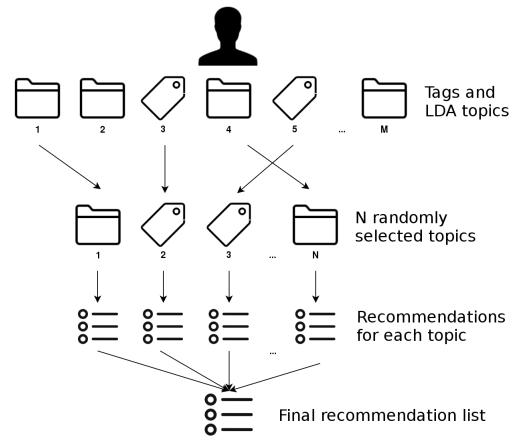 Tags and
LDA topics
1 2 3 4 5 ... M
N randomly
selected topics
1 2 3 ... N
Recommendations
for each topic
...
Final recommendation list